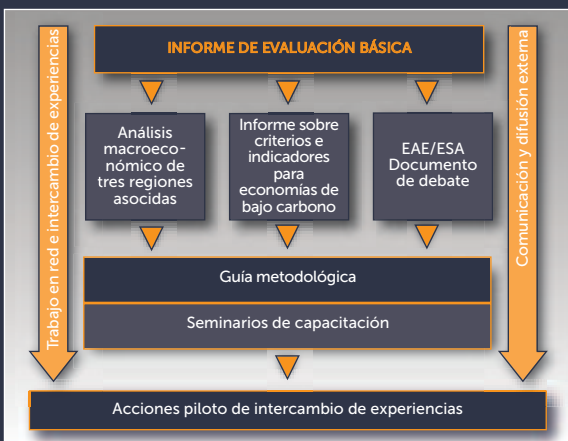 INFORME DE EVALUACIÓN BÁSICA
Trabajo en red e intercambio de experiencias
Análisis
macroeco-
nómico de
tres regiones
asocidas
Informe sobre
criterios e
indicadores
para
economías de
bajo carbono
EAE/ESA
Documento
de debate
Comunicación y difusión externa
Guía metodológica
Seminarios de capacitación
Acciones piloto de intercambio de experiencias